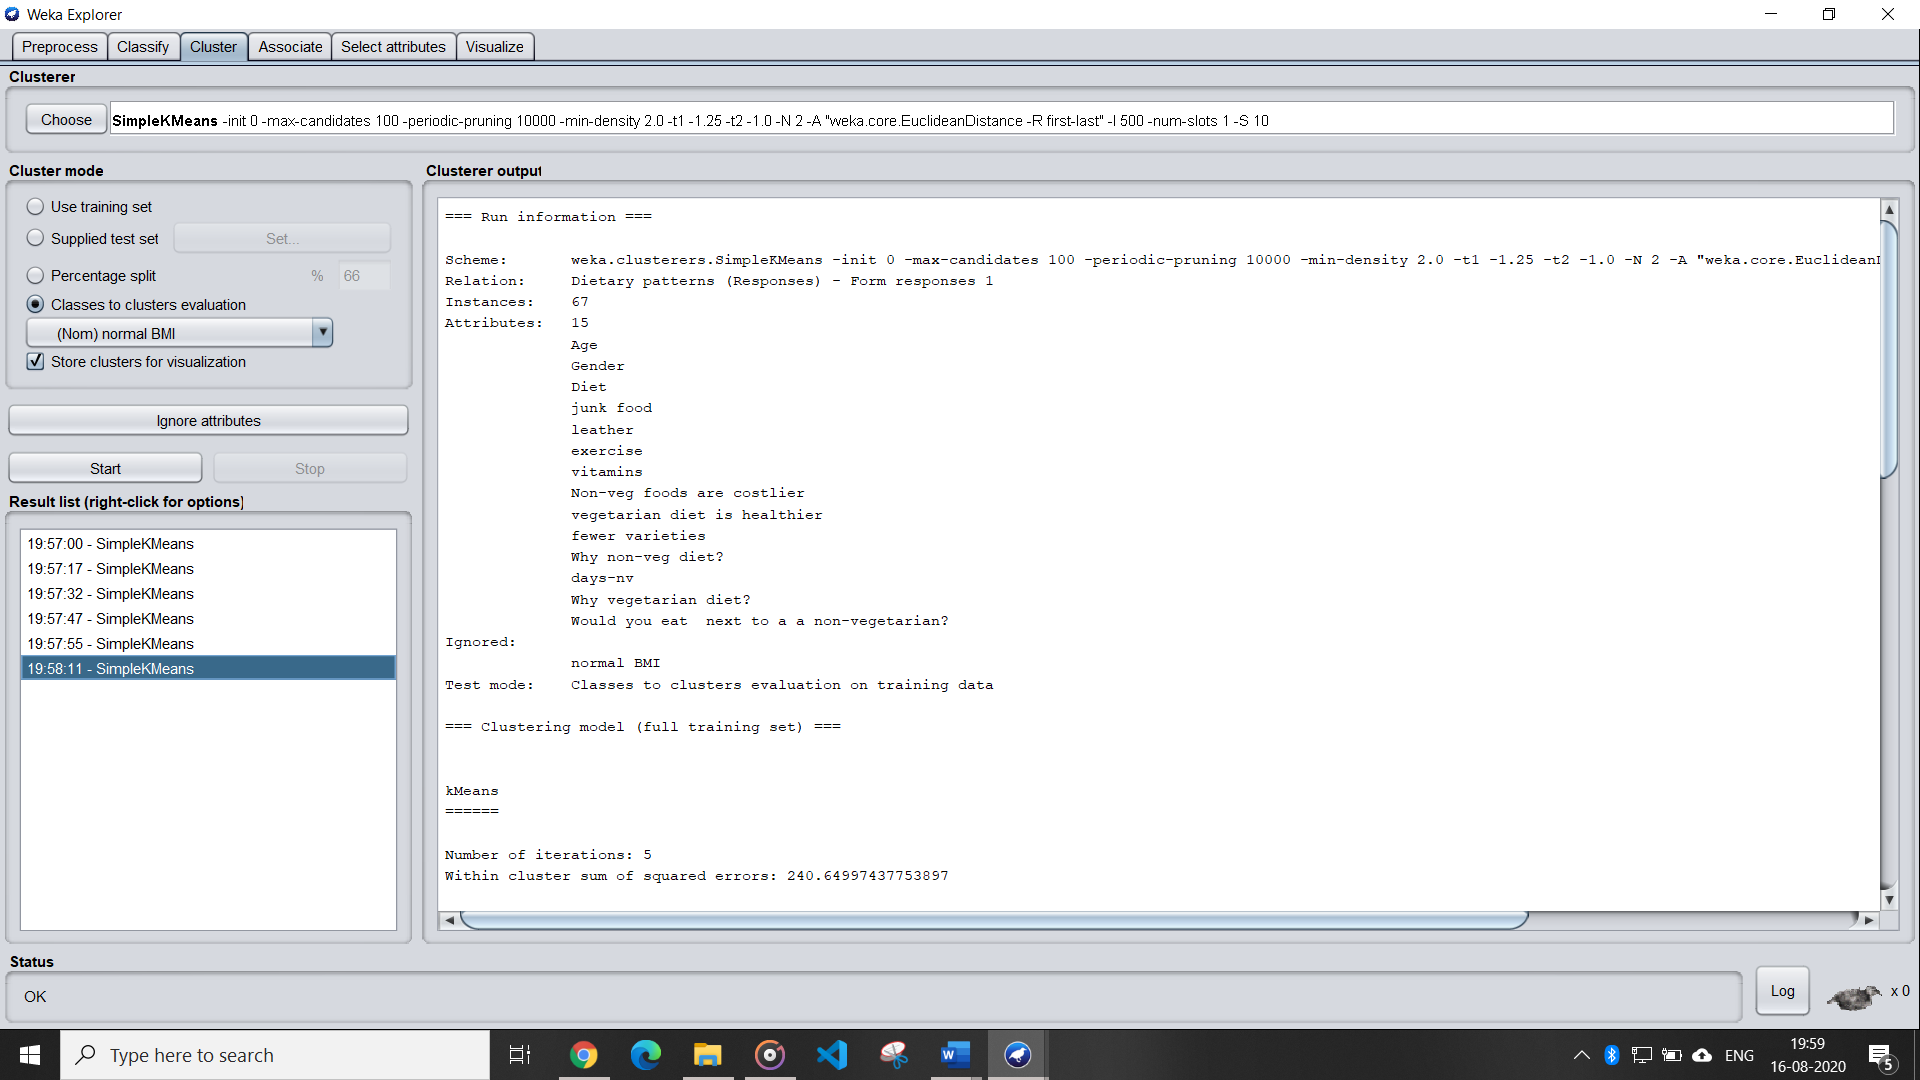 Weka Explorer
Preprocess Classify Cluster Associate Select attributes Visualize
Clusterer
Choose SimpleKMeans -init 0 -max-candidates 100 -periodic-pruning 10000 -min-density 2.0 -t1 -1.25 -t2 -1.0 -N 2 -A "weka.core.EuclideanDistance -R first-last" -I 500 -num-slots 1 -S 10
Cluster mode
Use training set
Supplied test set Set...
Percentage split % 66
Classes to clusters evaluation
(Nom) normal BMI
Store clusters for visualization
Ignore attributes
Start Stop
Result list (right-click for options)
19:57:00 - SimpleKMeans
19:57:17 - SimpleKMeans
19:57:32 - SimpleKMeans
19:57:47 - SimpleKMeans
19:57:55 - SimpleKMeans
19:58:11 - SimpleKMeans
Clusterer output
=== Run information ===
Scheme: weka.clusterers.SimpleKMeans -init 0 -max-candidates 100 -periodic-pruning 10000 -min-density 2.0 -t1 -1.25 -t2 -1.0 -N 2 -A "weka.core.Euclidean
Relation: Dietary patterns (Responses) - Form responses 1
Instances: 67
Attributes: 15
Age
Gender
Diet
junk food
leather
exercise
vitamins
Non-veg foods are costlier
vegetarian diet is healthier
fewer varieties
Why non-veg diet?
days-nv
Why vegetarian diet?
Would you eat  next to a a non-vegetarian?
Ignored:
normal BMI
Test mode: Classes to clusters evaluation on training data
=== Clustering model (full training set) ===
kMeans
======
Number of iterations: 5
Within cluster sum of squared errors: 240.64997437753897
Status
OK
Log x 0
Type here to search
ENG
19:59
16-08-2020
5